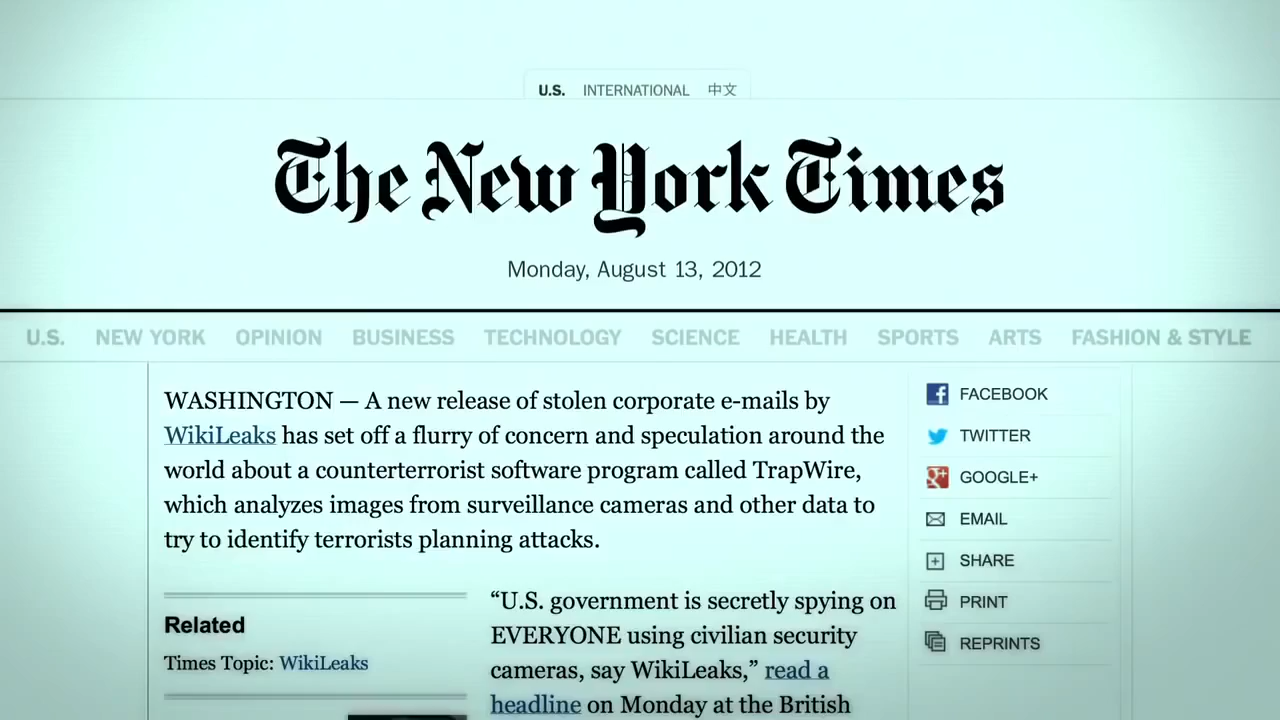 U.S. INTERNATIONAL 中文
The New York Times
Monday, August 13, 2012
U.S. NEW YORK OPINION BUSINESS TECHNOLOGY SCIENCE HEALTH SPORTS ARTS FASHION & STYLE
WASHINGTON — A new release of stolen corporate e-mails by
WikiLeaks has set off a flurry of concern and speculation around the
world about a counterterrorist software program called TrapWire,
which analyzes images from surveillance cameras and other data to
try to identify terrorists planning attacks.
Related
Times Topic: WikiLeaks
“U.S. government is secretly spying on
EVERYONE using civilian security
cameras, say WikiLeaks,” read a
headline on Monday at the British
FACEBOOK
TWITTER
GOOGLE+
EMAIL
SHARE
PRINT
REPRINTS